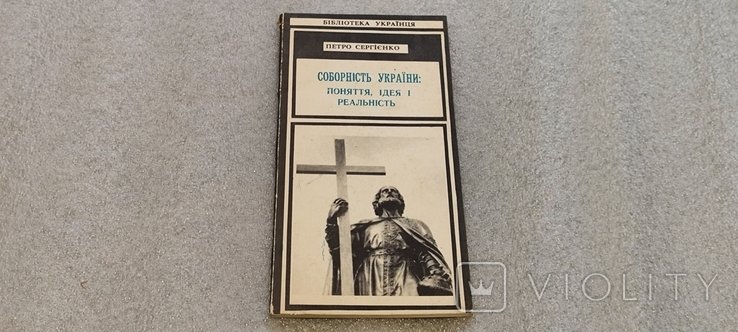 БІБЛІОТЕКА УКРАЇНЦЯ
ПЕТРО СЕРГІЄНКО
СОБОРНІСТЬ УКРАЇНИ:
ПОНЯТТЯ, ІДЕЯ І
РЕАЛЬНІСТЬ
VIOLITY